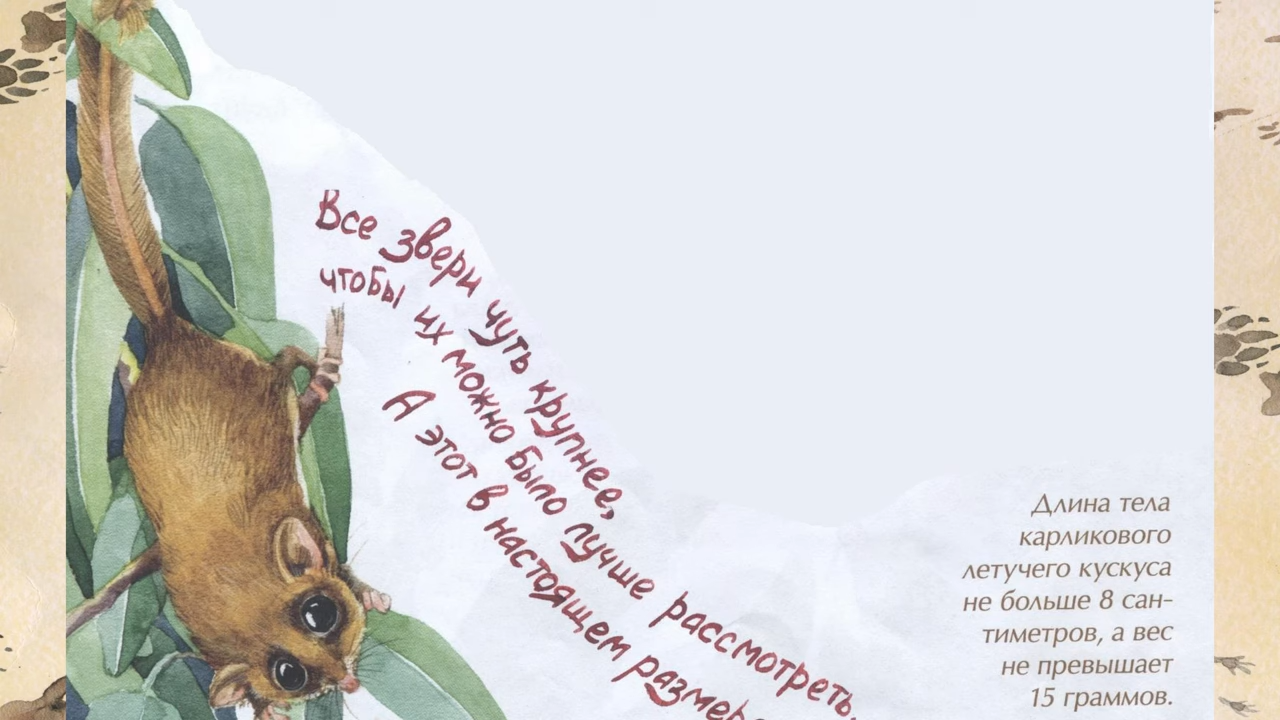 Все звери чуть крупнее,
чтобы их можно было лучше рассмотреть.
А этот в настоящем
Длина тела
карликового
летучего кускуса
не больше 8 сан-
тиметров, а вес
не превышает
15 граммов.